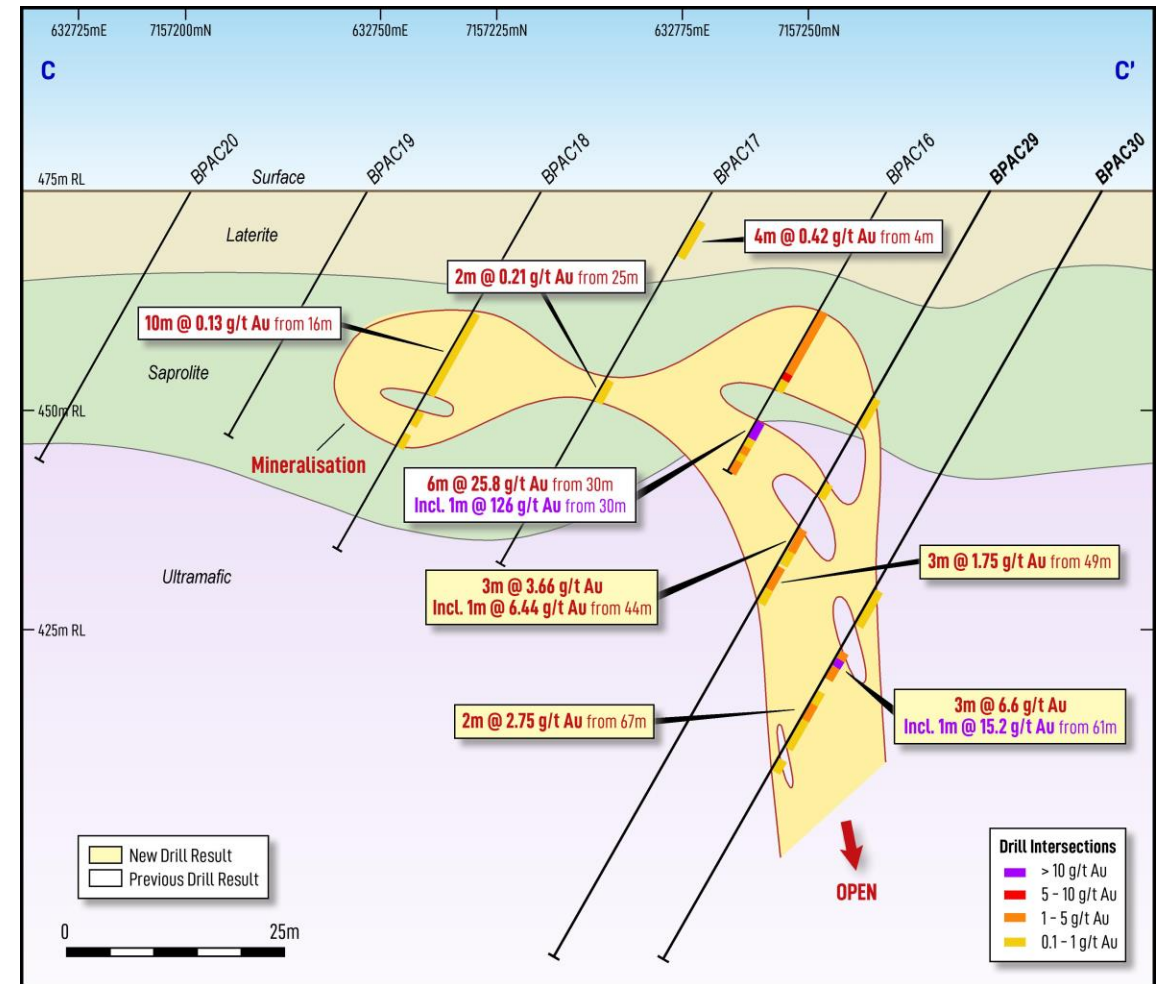 632725mE
7157200mN
632750mE
7157225mN
632775mE
7157250mN
C
C'
BPAC20
BPAC19
BPAC18
BPAC17
BPAC16
BPAC29
BPAC30
475m RL
Surface
Laterite
4m @ 0.42 g/t Au from 4m
2m @ 0.21 g/t Au from 25m
10m @ 0.13 g/t Au from 16m
Saprolite
450m RL
Mineralisation
6m @ 25.8 g/t Au from 30m
Incl. 1m @ 126 g/t Au from 30m
Ultramafic
3m @ 1.75 g/t Au from 49m
3m @ 3.66 g/t Au
Incl. 1m @ 6.44 g/t Au from 44m
425m RL
3m @ 6.6 g/t Au
Incl. 1m @ 15.2 g/t Au from 61m
2m @ 2.75 g/t Au from 67m
OPEN
New Drill Result
Previous Drill Result
0
25m
Drill Intersections
> 10 g/t Au
5 - 10 g/t Au
1 - 5 g/t Au
0.1 - 1 g/t Au